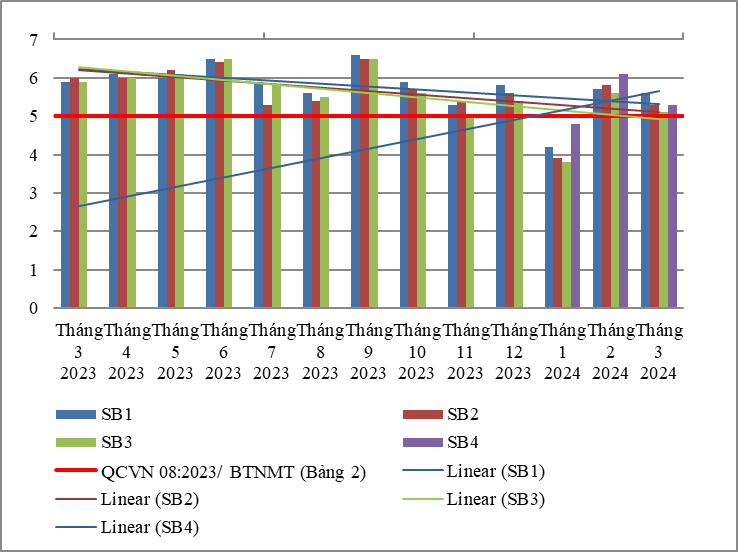 7
6
5
4
3
2
1
0
Tháng Tháng Tháng Tháng Tháng Tháng Tháng Tháng Tháng Tháng Tháng Tháng Tháng
3 4 5 6 7 8 9 10 11 12 1 2 3
2023 2023 2023 2023 2023 2023 2023 2023 2023 2023 2024 2024 2024
SB1 SB2
SB3 SB4
QCVN 08:2023/ BTNMT (Bảng 2) Linear (SB1)
Linear (SB2) Linear (SB3)
Linear (SB4)